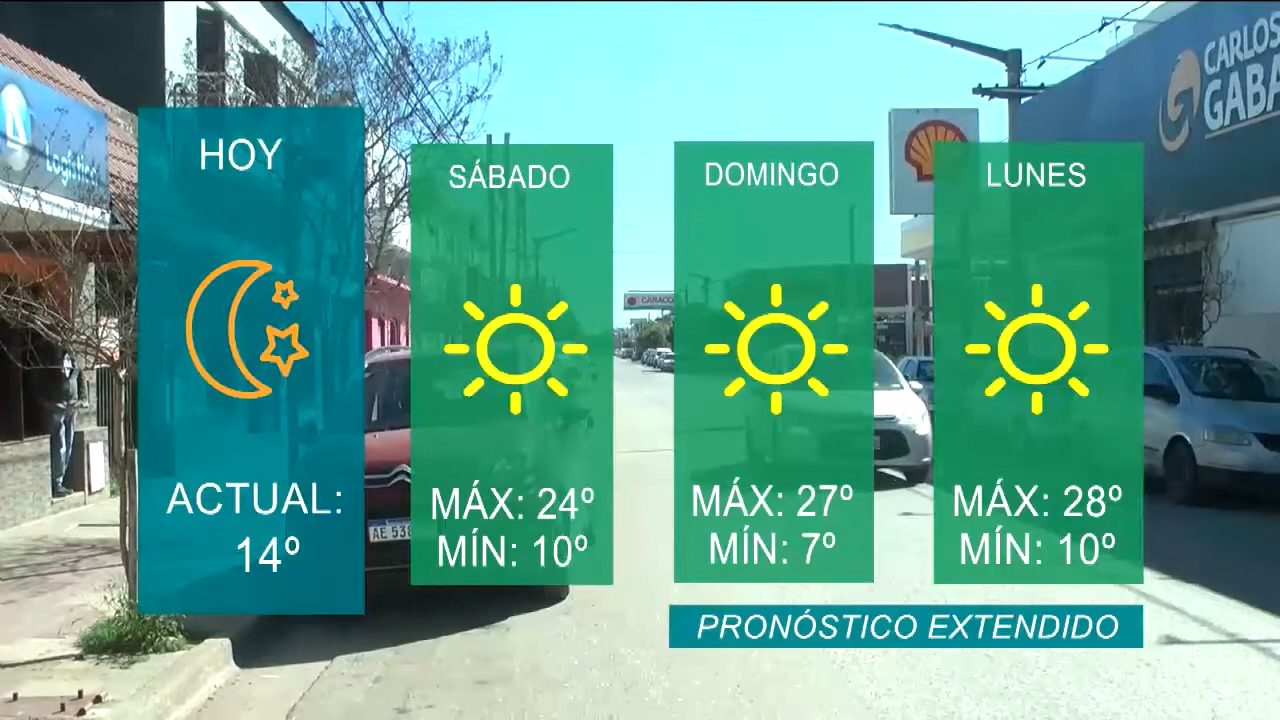 HOY
ACTUAL:
14º
SÁBADO
MÁX: 24º
MÍN: 10º
DOMINGO
MÁX: 27º
MÍN: 7º
LUNES
MÁX: 28º
MÍN: 10º
PRONÓSTICO EXTENDIDO
CARLOS
GABA